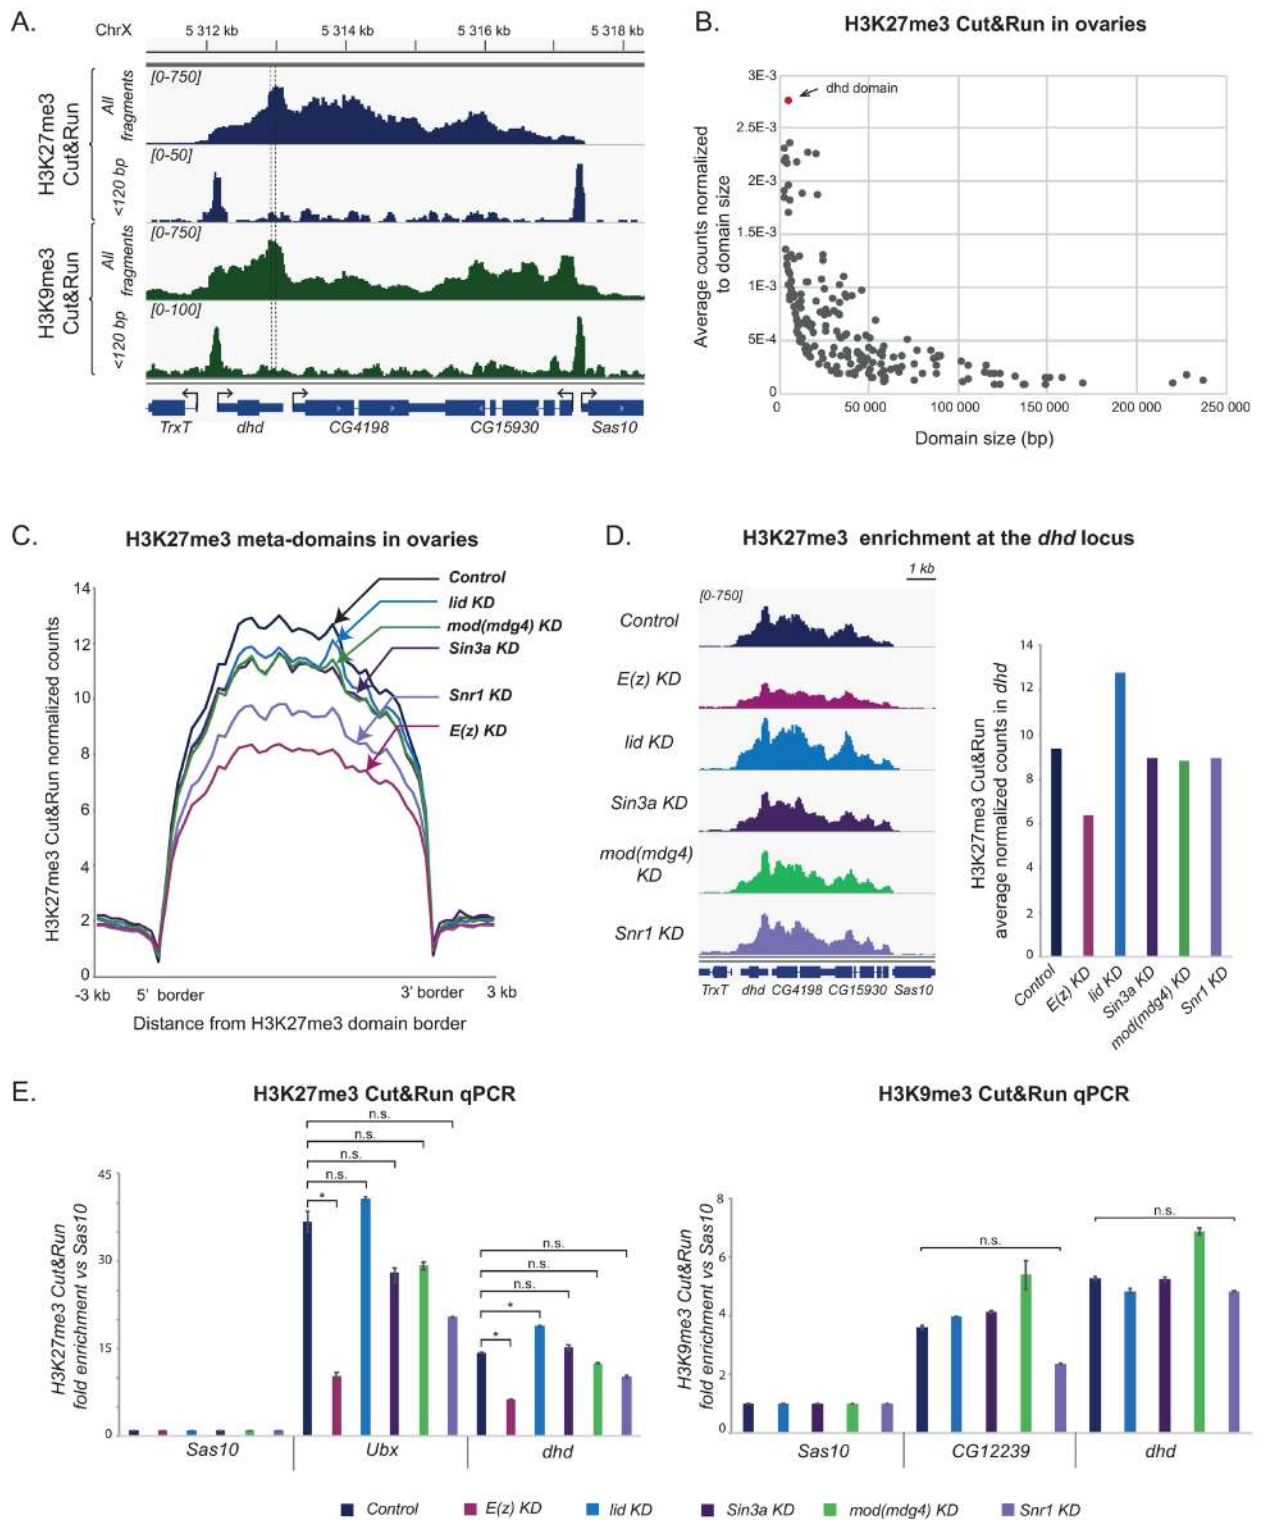 A.
ChrX 5 312 kb 5 314 kb 5 316 kb 5 318 kb
H3K27me3
Cut&Run
All
fragments
[0-750]
<120 bp
[0-50]
H3K9me3
Cut&Run
All
fragments
[0-750]
<120 bp
[0-100]
TrxT dhd CG4198 CG15930 Sas10
B.
H3K27me3 Cut&Run in ovaries
Average counts normalized
to domain size
3E-3
2.5E-3
2E-3
1.5E-3
1E-3
5E-4
0
dhd domain
0 50 000 100 000 150 000 200 000 250 000
Domain size (bp)
C.
H3K27me3 meta-domains in ovaries
H3K27me3 Cut&Run normalized counts
14
12
10
8
6
4
2
0
Control
lid KD
mod(mdg4) KD
Sin3a KD
Snr1 KD
E(z) KD
-3 kb 5' border 3' border 3 kb
Distance from H3K27me3 domain border
D.
H3K27me3 enrichment at the dhd locus
1 kb
[0-750]
Control
E(z) KD
lid KD
Sin3a KD
mod(mdg4)
KD
Snr1 KD
TrxT dhd CG4198 CG15930 Sas10
H3K27me3 Cut&Run
average normalized counts in dhd
14
12
10
8
6
4
2
0
Control E(z) KD lid KD Sin3a KD mod(mdg4) KD Snr1 KD
E.
H3K27me3 Cut&Run qPCR
H3K27me3 Cut&Run
fold enrichment vs Sas10
45
30
15
0
n.s.
n.s.
n.s.
n.s.
*
n.s.
n.s.
n.s.
*
*
Sas10 Ubx dhd
H3K9me3 Cut&Run qPCR
H3K9me3 Cut&Run
fold enrichment vs Sas10
8
6
4
2
0
n.s.
n.s.
Sas10 CG12239 dhd
Control E(z) KD lid KD Sin3a KD mod(mdg4) KD Snr1 KD